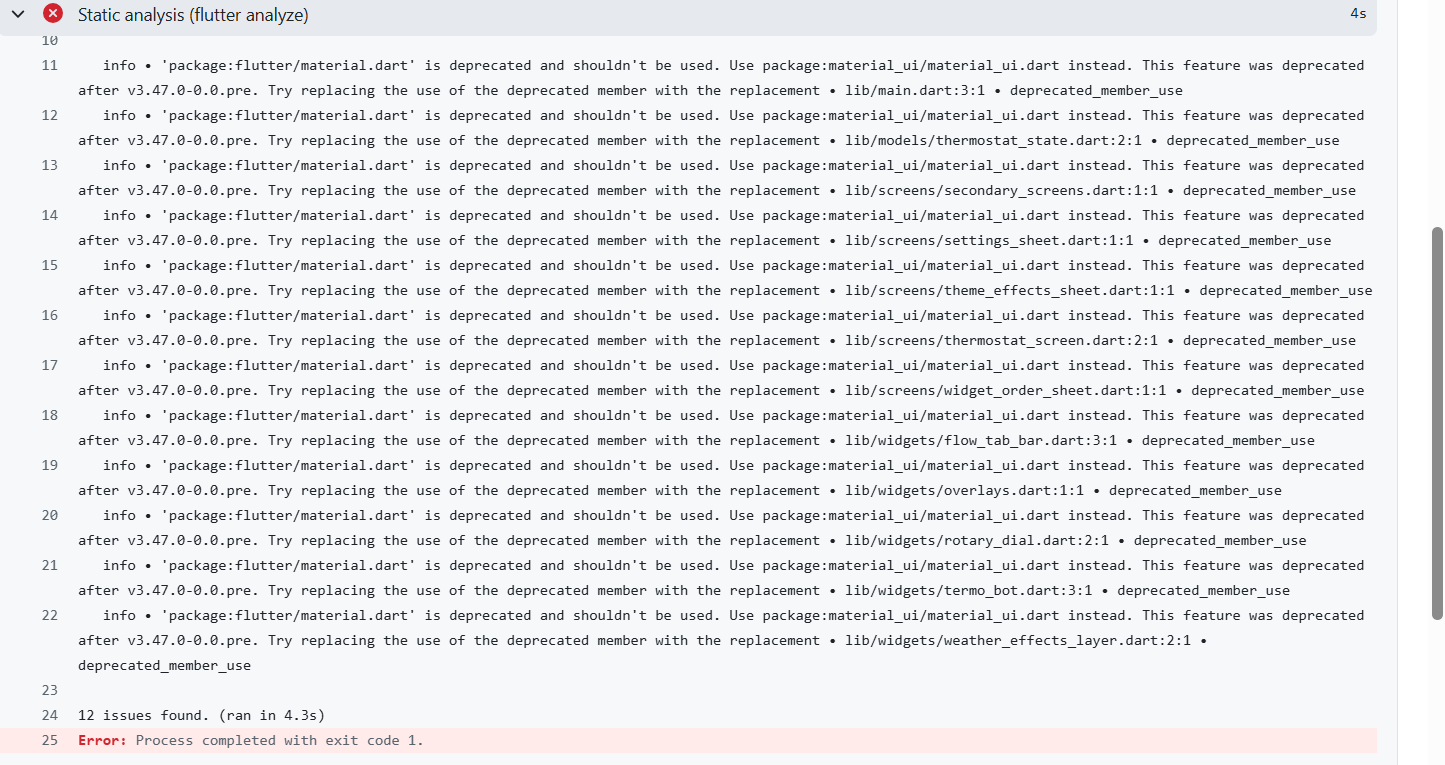 Static analysis (flutter analyze)
4s
10
11 info • 'package:flutter/material.dart' is deprecated and shouldn't be used. Use package:material_ui/material_ui.dart instead. This feature was deprecated
after v3.47.0-0.0.pre. Try replacing the use of the deprecated member with the replacement • lib/main.dart:3:1 • deprecated_member_use
12 info • 'package:flutter/material.dart' is deprecated and shouldn't be used. Use package:material_ui/material_ui.dart instead. This feature was deprecated
after v3.47.0-0.0.pre. Try replacing the use of the deprecated member with the replacement • lib/models/thermostat_state.dart:2:1 • deprecated_member_use
13 info • 'package:flutter/material.dart' is deprecated and shouldn't be used. Use package:material_ui/material_ui.dart instead. This feature was deprecated
after v3.47.0-0.0.pre. Try replacing the use of the deprecated member with the replacement • lib/screens/secondary_screens.dart:1:1 • deprecated_member_use
14 info • 'package:flutter/material.dart' is deprecated and shouldn't be used. Use package:material_ui/material_ui.dart instead. This feature was deprecated
after v3.47.0-0.0.pre. Try replacing the use of the deprecated member with the replacement • lib/screens/settings_sheet.dart:1:1 • deprecated_member_use
15 info • 'package:flutter/material.dart' is deprecated and shouldn't be used. Use package:material_ui/material_ui.dart instead. This feature was deprecated
after v3.47.0-0.0.pre. Try replacing the use of the deprecated member with the replacement • lib/screens/theme_effects_sheet.dart:1:1 • deprecated_member_use
16 info • 'package:flutter/material.dart' is deprecated and shouldn't be used. Use package:material_ui/material_ui.dart instead. This feature was deprecated
after v3.47.0-0.0.pre. Try replacing the use of the deprecated member with the replacement • lib/screens/thermostat_screen.dart:2:1 • deprecated_member_use
17 info • 'package:flutter/material.dart' is deprecated and shouldn't be used. Use package:material_ui/material_ui.dart instead. This feature was deprecated
after v3.47.0-0.0.pre. Try replacing the use of the deprecated member with the replacement • lib/screens/widget_order_sheet.dart:1:1 • deprecated_member_use
18 info • 'package:flutter/material.dart' is deprecated and shouldn't be used. Use package:material_ui/material_ui.dart instead. This feature was deprecated
after v3.47.0-0.0.pre. Try replacing the use of the deprecated member with the replacement • lib/widgets/flow_tab_bar.dart:3:1 • deprecated_member_use
19 info • 'package:flutter/material.dart' is deprecated and shouldn't be used. Use package:material_ui/material_ui.dart instead. This feature was deprecated
after v3.47.0-0.0.pre. Try replacing the use of the deprecated member with the replacement • lib/widgets/overlays.dart:1:1 • deprecated_member_use
20 info • 'package:flutter/material.dart' is deprecated and shouldn't be used. Use package:material_ui/material_ui.dart instead. This feature was deprecated
after v3.47.0-0.0.pre. Try replacing the use of the deprecated member with the replacement • lib/widgets/rotary_dial.dart:2:1 • deprecated_member_use
21 info • 'package:flutter/material.dart' is deprecated and shouldn't be used. Use package:material_ui/material_ui.dart instead. This feature was deprecated
after v3.47.0-0.0.pre. Try replacing the use of the deprecated member with the replacement • lib/widgets/termo_bot.dart:3:1 • deprecated_member_use
22 info • 'package:flutter/material.dart' is deprecated and shouldn't be used. Use package:material_ui/material_ui.dart instead. This feature was deprecated
after v3.47.0-0.0.pre. Try replacing the use of the deprecated member with the replacement • lib/widgets/weather_effects_layer.dart:2:1 •
deprecated_member_use
23
24 12 issues found. (ran in 4.3s)
25 Error: Process completed with exit code 1.